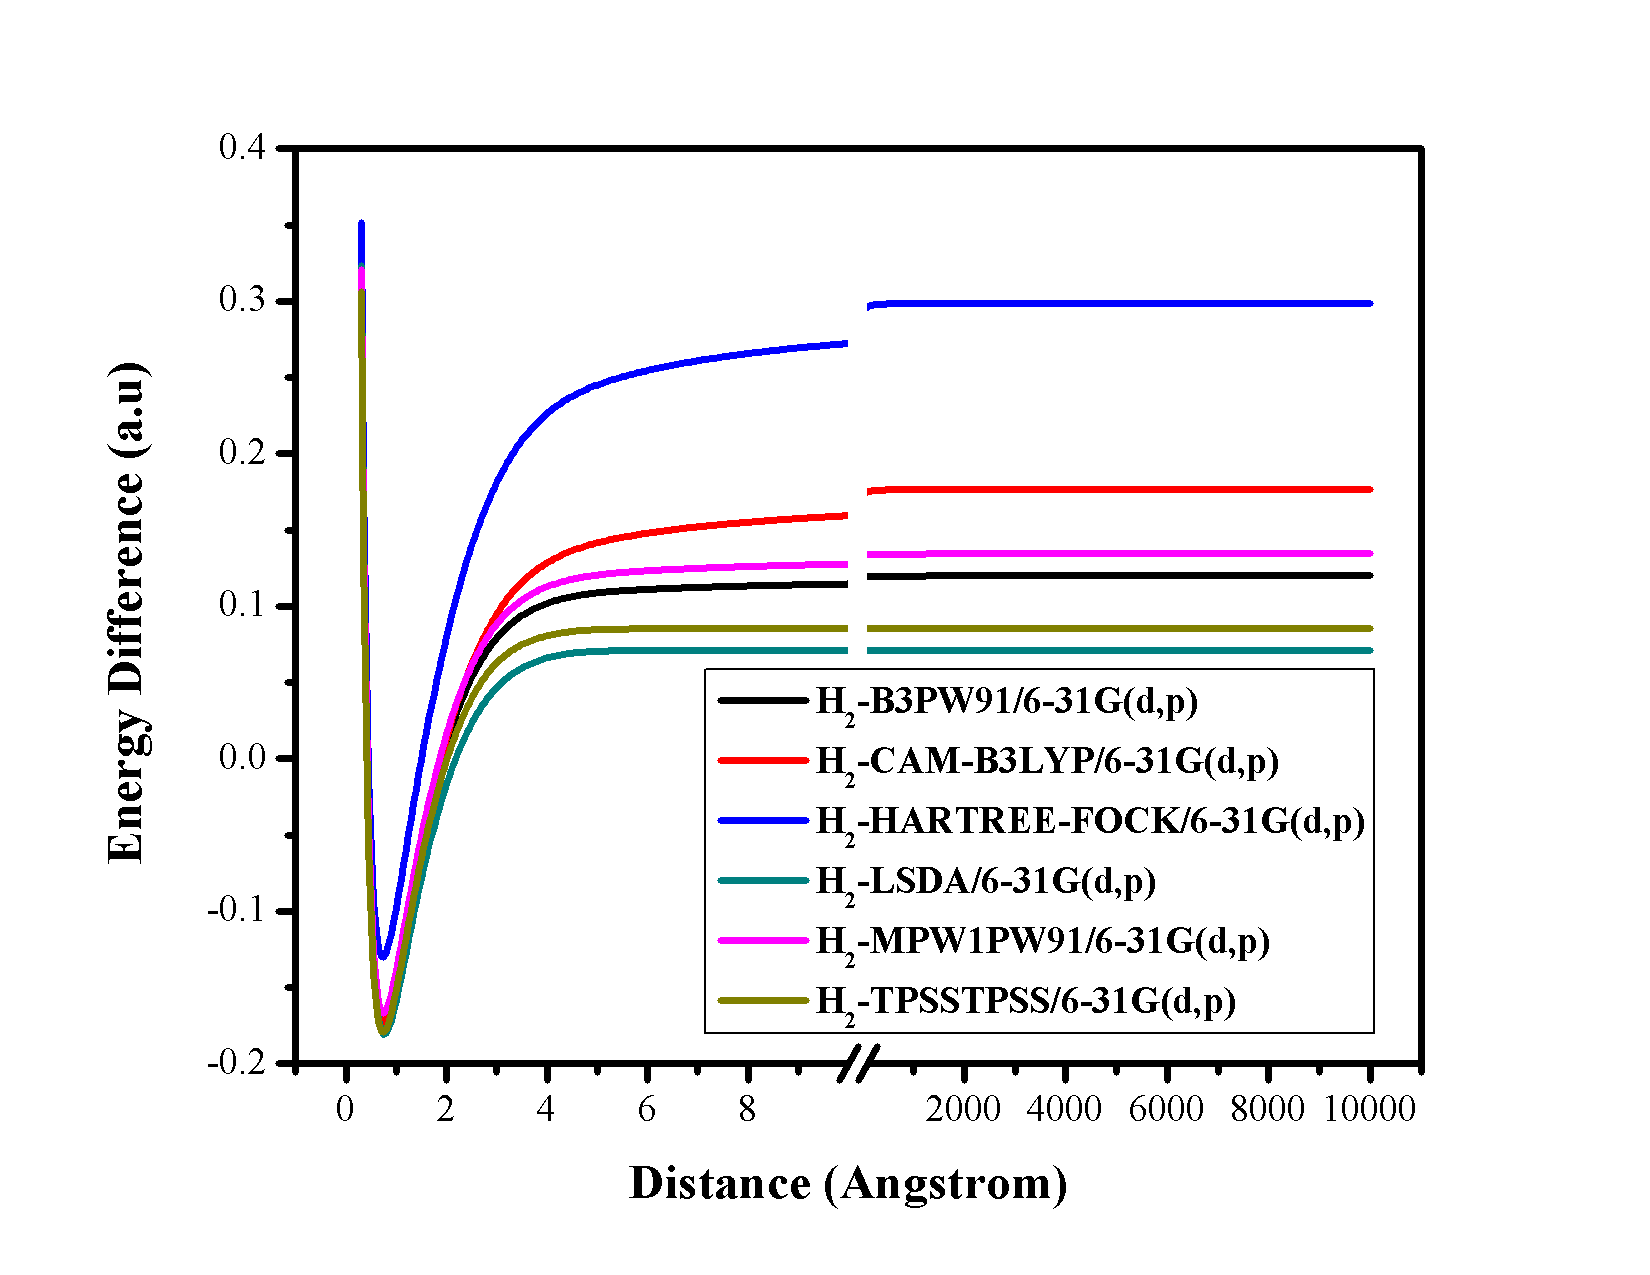 0.4
0.3
0.2
0.1
0.0
-0.1
-0.2
Energy Difference (a.u)
H2-B3PW91/6-31G(d,p)
H2-CAM-B3LYP/6-31G(d,p)
H2-HARTREE-FOCK/6-31G(d,p)
H2-LSDA/6-31G(d,p)
H2-MPW1PW91/6-31G(d,p)
H2-TPSSTPSS/6-31G(d,p)
0 2 4 6 8 2000 4000 6000 8000 10000
Distance (Angstrom)